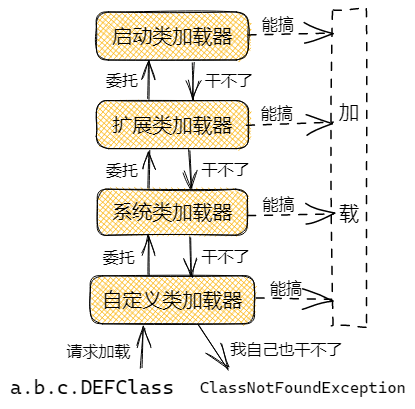 启动类加载器
能搞
委托
干不了
扩展类加载器
能搞
加
委托
干不了
系统类加载器
能搞
载
委托
干不了
自定义类加载器
能搞
请求加载
我自己也干不了
a.b.c.DEFClass
ClassNotFoundException